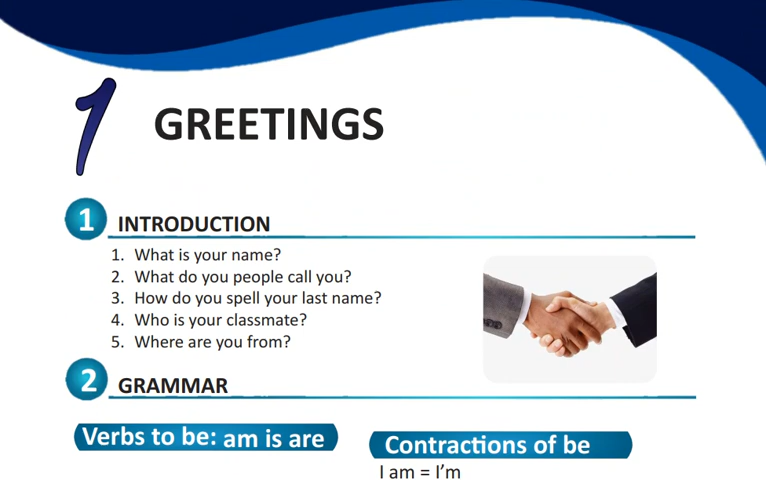 1
GREETINGS
1 INTRODUCTION
1. What is your name?
2. What do you people call you?
3. How do you spell your last name?
4. Who is your classmate?
5. Where are you from?
2 GRAMMAR
Verbs to be: am is are
Contractions of be
I am = I’m